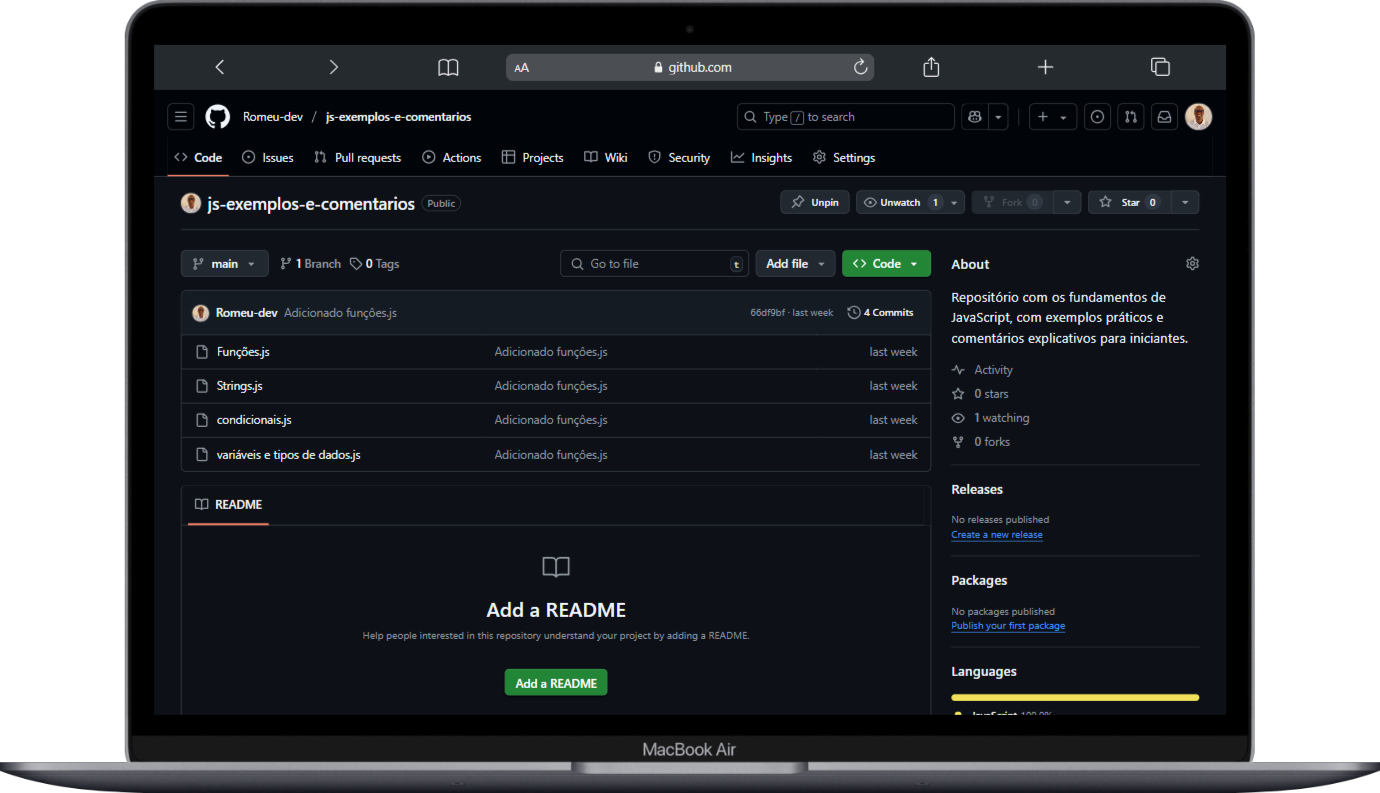 AA github.com
Romeu-dev / js-exemplos-e-comentarios Type / to search
Code Issues Pull requests Actions Projects Wiki Security Insights Settings
js-exemplos-e-comentarios Public Unpin Unwatch 1 Fork 0 Star 0
main 1 Branch 0 Tags Go to file t Add file Code
Romeu-dev Adicionado funções.js 66df9bf · last week 4 Commits
Funções.js Adicionado funções.js last week
Strings.js Adicionado funções.js last week
condicionais.js Adicionado funções.js last week
variáveis e tipos de dados.js Adicionado funções.js last week
README
Add a README
Help people interested in this repository understand your project by adding a README.
Add a README
About
Repositório com os fundamentos de
JavaScript, com exemplos práticos e
comentários explicativos para iniciantes.
Activity
0 stars
1 watching
0 forks
Releases
No releases published
Create a new release
Packages
No packages published
Publish your first package
Languages
JavaScript 100.0%
MacBook Air